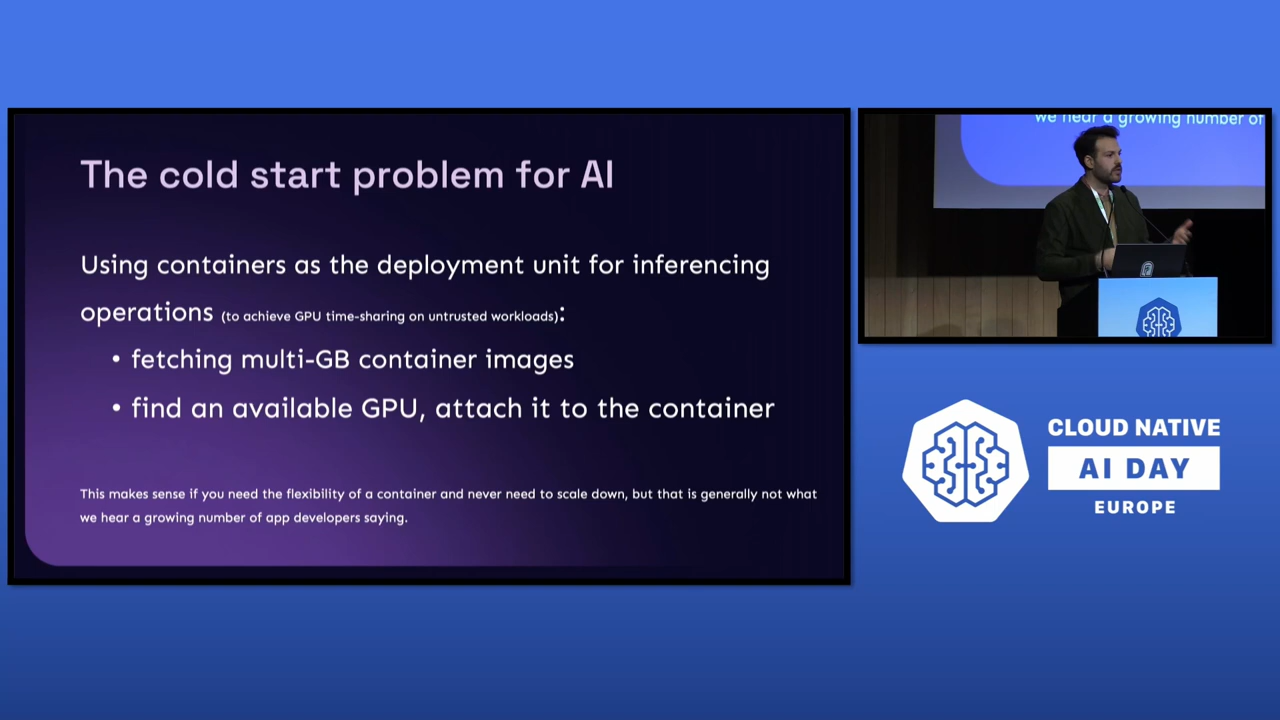 The cold start problem for AI
Using containers as the deployment unit for inferencing
operations (to achieve GPU time-sharing on untrusted workloads):
• fetching multi-GB container images
• find an available GPU, attach it to the container
This makes sense if you need the flexibility of a container and never need to scale down, but that is generally not what
we hear a growing number of app developers saying.
we hear a growing number of
CLOUD NATIVE
AI DAY
EUROPE